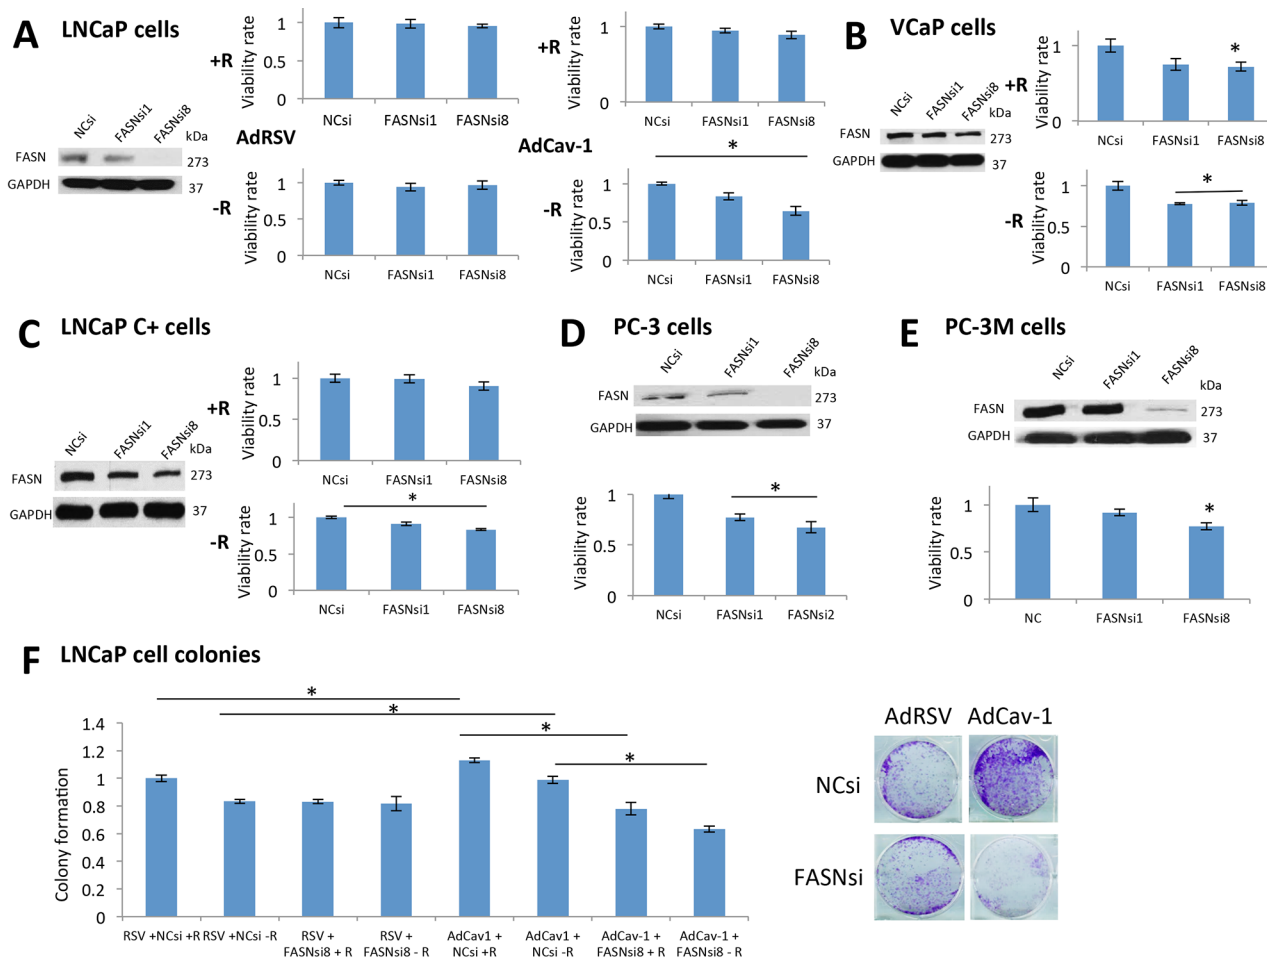 A LNCaP cells
NCsi FASNsi1 FASNsi8
kDa
FASN 273
GAPDH 37
+R
Viability rate
1
0.5
0
NCsi FASNsi1 FASNsi8
AdRSV
-R
Viability rate
1
0.5
0
NCsi FASNsi1 FASNsi8
+R
Viability rate
1
0.5
0
NCsi FASNsi1 FASNsi8
AdCav-1
*
-R
Viability rate
1
0.5
0
NCsi FASNsi1 FASNsi8
B VCaP cells
NCsi FASNsi1 FASNsi8
kDa
FASN 273
GAPDH 37
+R
Viability rate
1
0.5
0
*
NCsi FASNsi1 FASNsi8
-R
Viability rate
1
0.5
0
*
NCsi FASNsi1 FASNsi8
C LNCaP C+ cells
NCsi FASNsi1 FASNsi8
kDa
FASN 273
GAPDH 37
+R
Viability rate
1
0.5
0
NCsi FASNsi1 FASNsi8
*
-R
Viability rate
1
0.5
0
NCsi FASNsi1 FASNsi8
D PC-3 cells
NCsi FASNsi1 FASNsi8
kDa
FASN 273
GAPDH 37
Viability rate
1
0.5
0
*
NCsi FASNsi1 FASNsi2
E PC-3M cells
NCsi FASNsi1 FASNsi8
kDa
FASN 273
GAPDH 37
Viability rate
1
0.5
0
*
NC FASNsi1 FASNsi8
F LNCaP cell colonies
*
*
*
*
Colony formation
1.4
1.2
1
0.8
0.6
0.4
0.2
0
RSV +NCsi +R RSV +NCsi -R RSV + RSV + AdCav1 + AdCav1 + AdCav-1 + AdCav-1 +
FASNsi8 + R FASNsi8 - R NCsi +R NCsi -R FASNsi8 + R FASNsi8 - R
AdRSV AdCav-1
NCsi
FASNsi